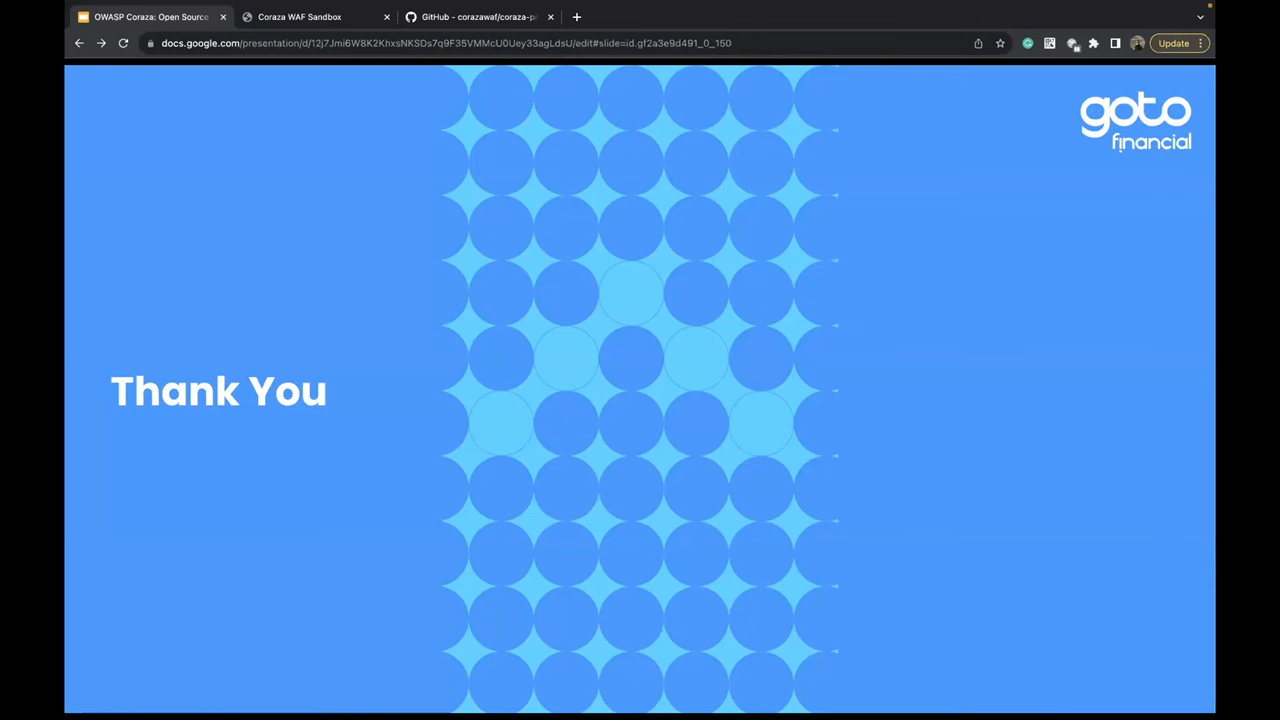 OWASP Coraza: Open Source
Coraza WAF Sandbox
GitHub - corazawaf/coraza-pr
docs.google.com/presentation/d/12j7Jmi6W8K2KhxsNKSDs7q9F35VMMcU0Uey33agLdsU/edit#slide=id.gf2a3e9d491_0_150
Update
goto
financial
Thank You